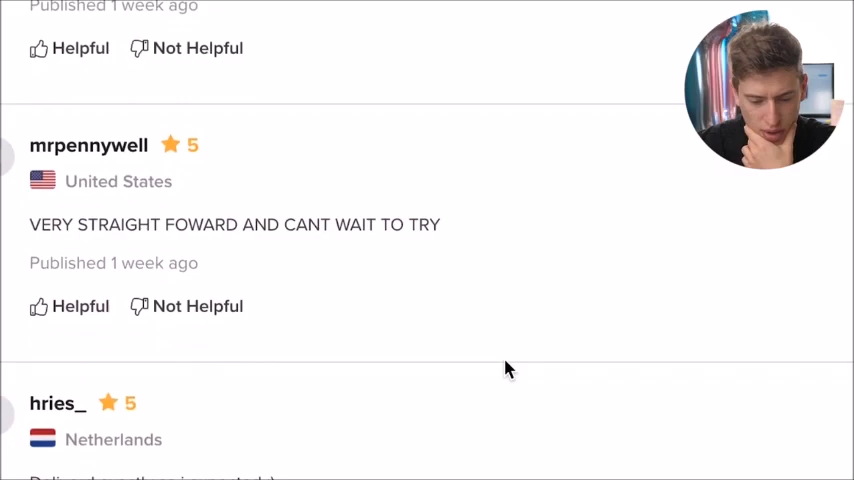 Published 1 week ago
Helpful Not Helpful
mrpennywell 5
United States
VERY STRAIGHT FOWARD AND CANT WAIT TO TRY
Published 1 week ago
Helpful Not Helpful
hries_ 5
Netherlands